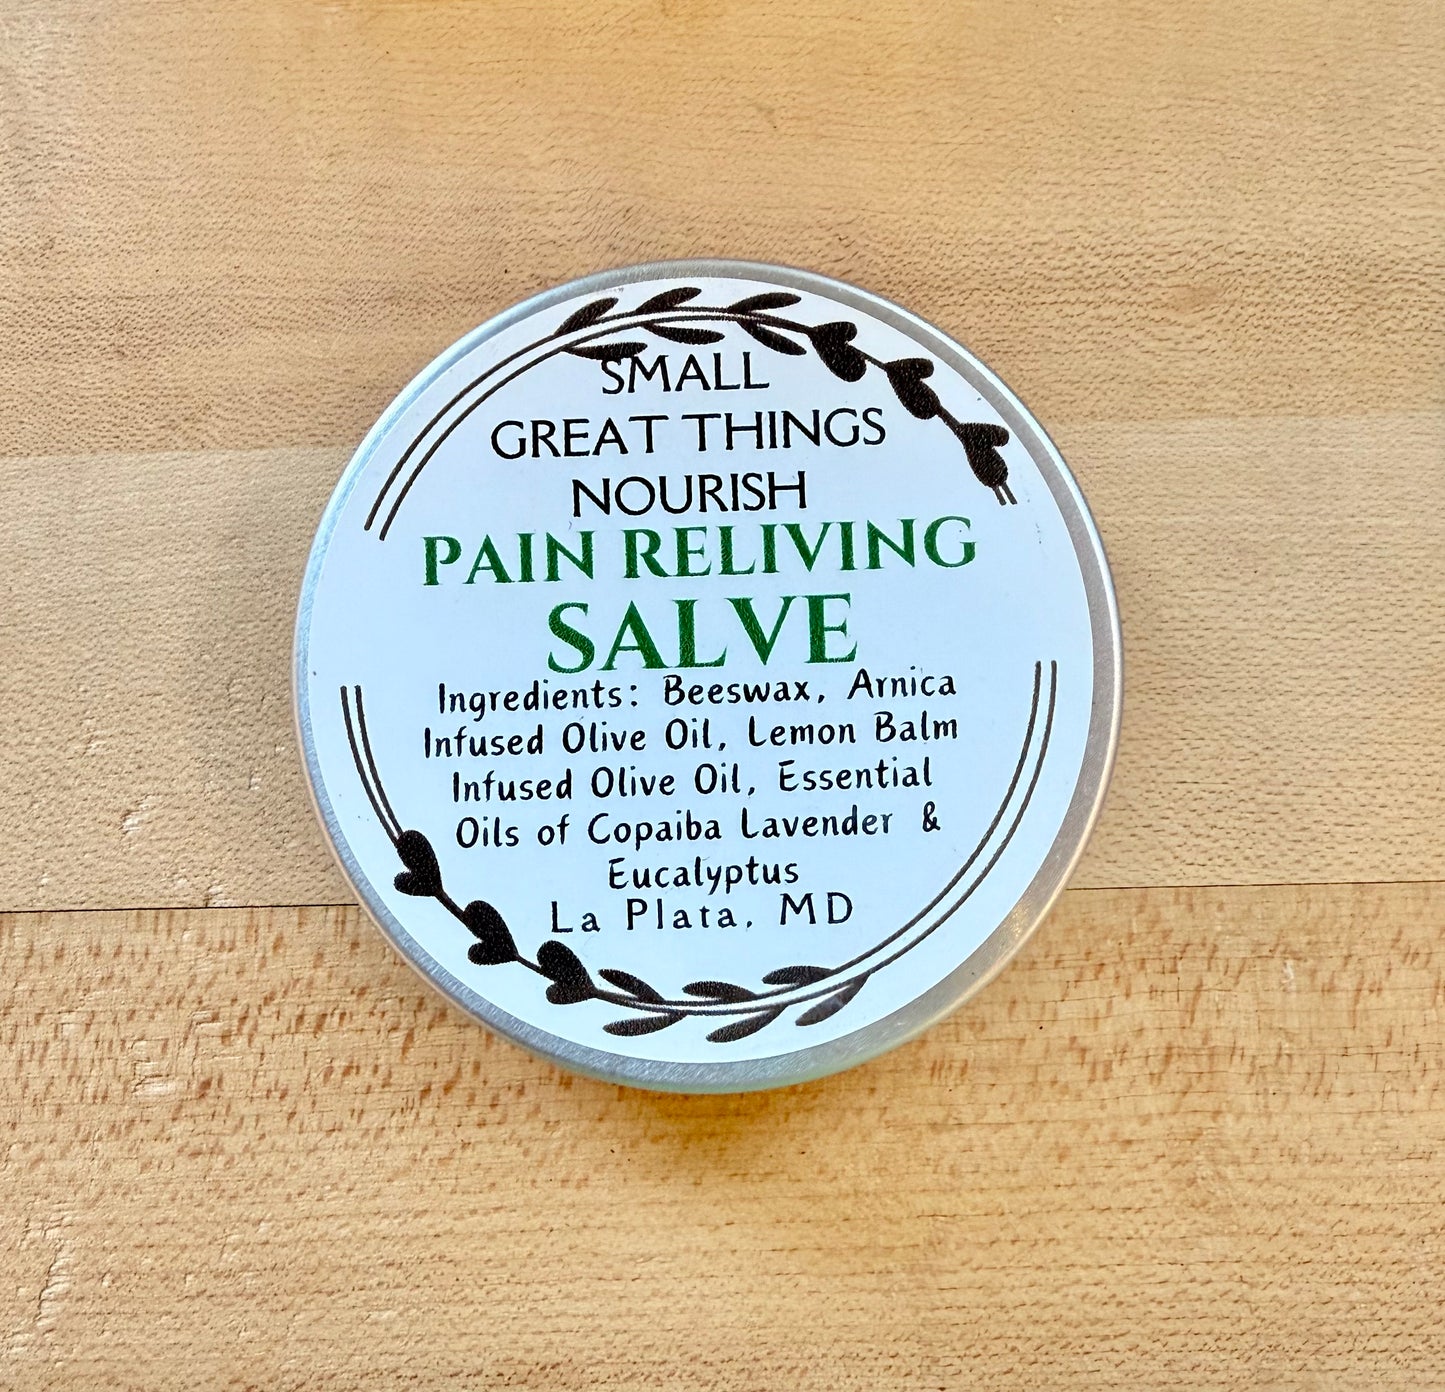 SMALL
GREAT THINGS
NOURISH
PAIN RELIVING
SALVE
Ingredients: Beeswax, Arnica
Infused Olive Oil, Lemon Balm
Infused Olive Oil, Essential
Oils of Copaiba Lavender &
Eucalyptus
La Plata, MD